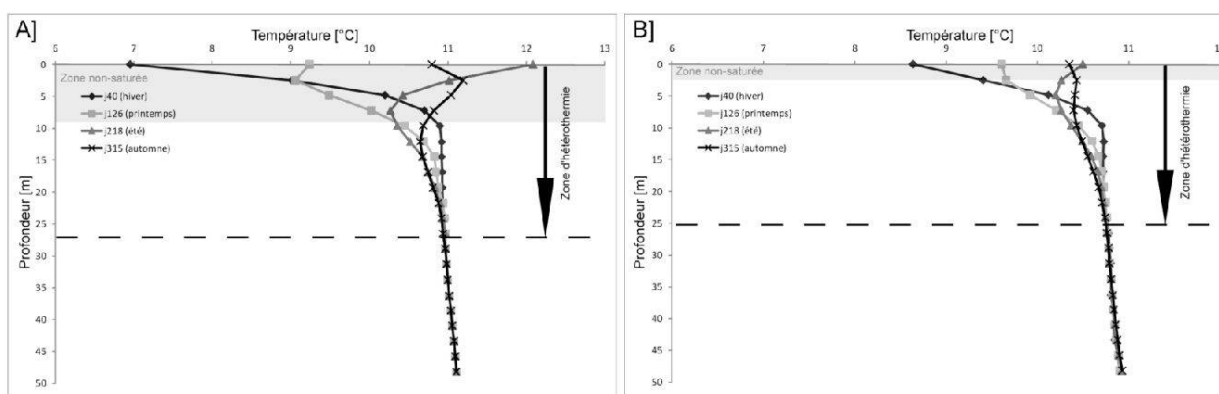 A]
Température [°C]
6 7 8 9 10 11 12 13
Zone non-saturée
j40 (hiver)
j126 (printemps)
j218 (été)
j315 (automne)
Profondeur [m]
0
5
10
15
20
25
30
35
40
45
50
Zone d'hétérothermie
B]
Température [°C]
6 7 8 9 10 11 12
Zone non-saturée
j40 (hiver)
j126 (printemps)
j218 (été)
j315 (automne)
Profondeur [m]
0
5
10
15
20
25
30
35
40
45
50
Zone d'hétérothermie